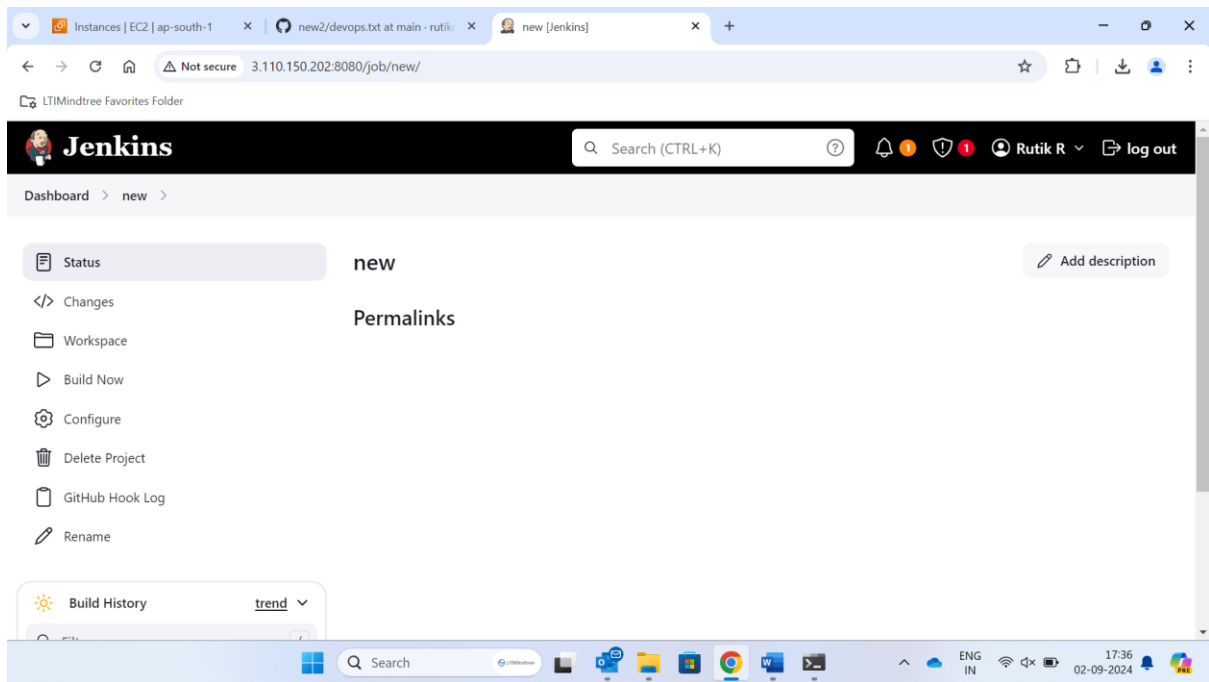 Instances | EC2 | ap-south-1
new2/devops.txt at main · rutik
new [Jenkins]
Not secure 3.110.150.202:8080/job/new/
LTIMindtree Favorites Folder
Jenkins
Search (CTRL+K)
1
1
Rutik R
log out
Dashboard > new >
Status
new
Add description
Changes
Permalinks
Workspace
Build Now
Configure
Delete Project
GitHub Hook Log
Rename
Build History
trend
/
Search
LTIMindtree
ENG
IN
17:36
02-09-2024
PRE